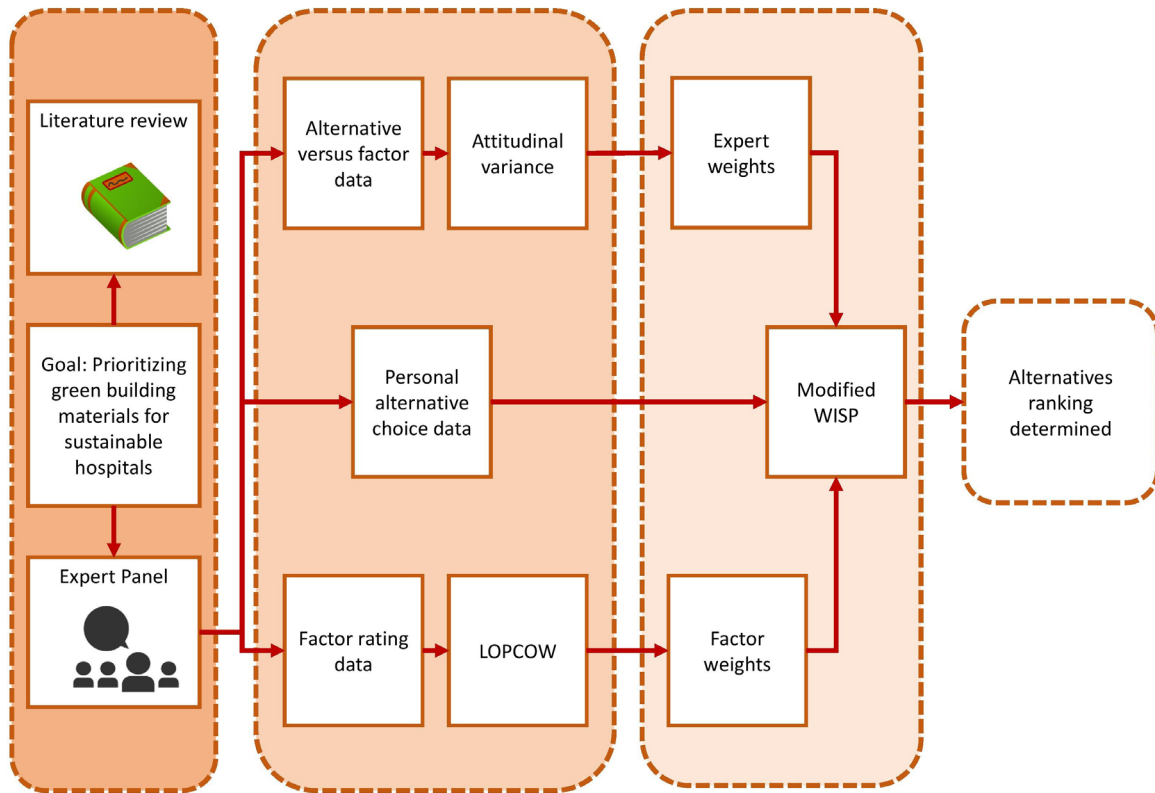 Literature review
Goal: Prioritizing
green building
materials for
sustainable
hospitals
Expert Panel
Alternative
versus factor
data
Attitudinal
variance
Personal
alternative
choice data
Factor rating
data
LOPCOW
Expert
weights
Modified
WISP
Factor
weights
Alternatives
ranking
determined